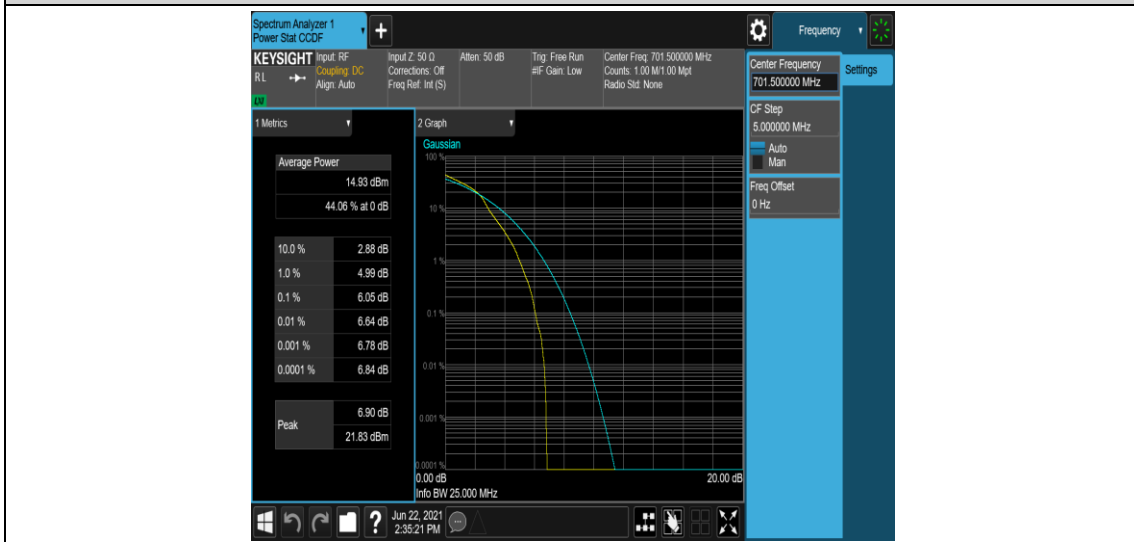 Spectrum Analyzer 1
Power Stat CCDF
+
Frequency
KEYSIGHT
RL
Input: RF
Coupling: DC
Align: Auto
Input Z: 50 Ω
Corrections: Off
Freq Ref: Int (S)
Atten: 50 dB
Trig: Free Run
#IF Gain: Low
Center Freq: 701.500000 MHz
Counts: 1.00 M/1.00 Mpt
Radio Std: None
Center Frequency
701.500000 MHz
Settings
CF Step
5.000000 MHz
Auto
Man
Freq Offset
0 Hz
1 Metrics
Average Power
14.93 dBm
44.06 % at 0 dB
10.0 % 2.88 dB
1.0 % 4.99 dB
0.1 % 6.05 dB
0.01 % 6.64 dB
0.001 % 6.78 dB
0.0001 % 6.84 dB
Peak
6.90 dB
21.83 dBm
2 Graph
Gaussian
100 %
10 %
1 %
0.1 %
0.01 %
0.001 %
0.0001 %
0.00 dB 20.00 dB
Info BW 25.000 MHz
?
Jun 22, 2021
2:35:21 PM